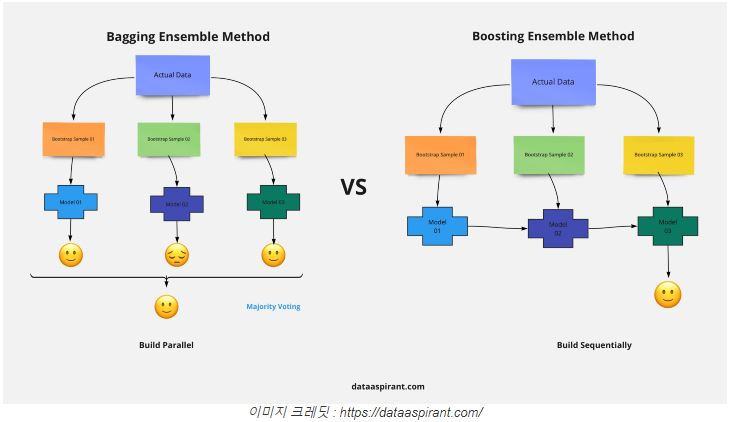 Bagging Ensemble Method
Actual Data
Bootstrap Sample 01
Bootstrap Sample 02
Bootstrap Sample 03
Model 01
Model 02
Model 03
Majority Voting
Build Parallel
VS
Boosting Ensemble Method
Actual Data
Bootstrap Sample 01
Bootstrap Sample 02
Bootstrap Sample 03
Model
01
Model
02
Model
03
Build Sequentially
dataaspirant.com
이미지 크레딧 : https://dataaspirant.com/